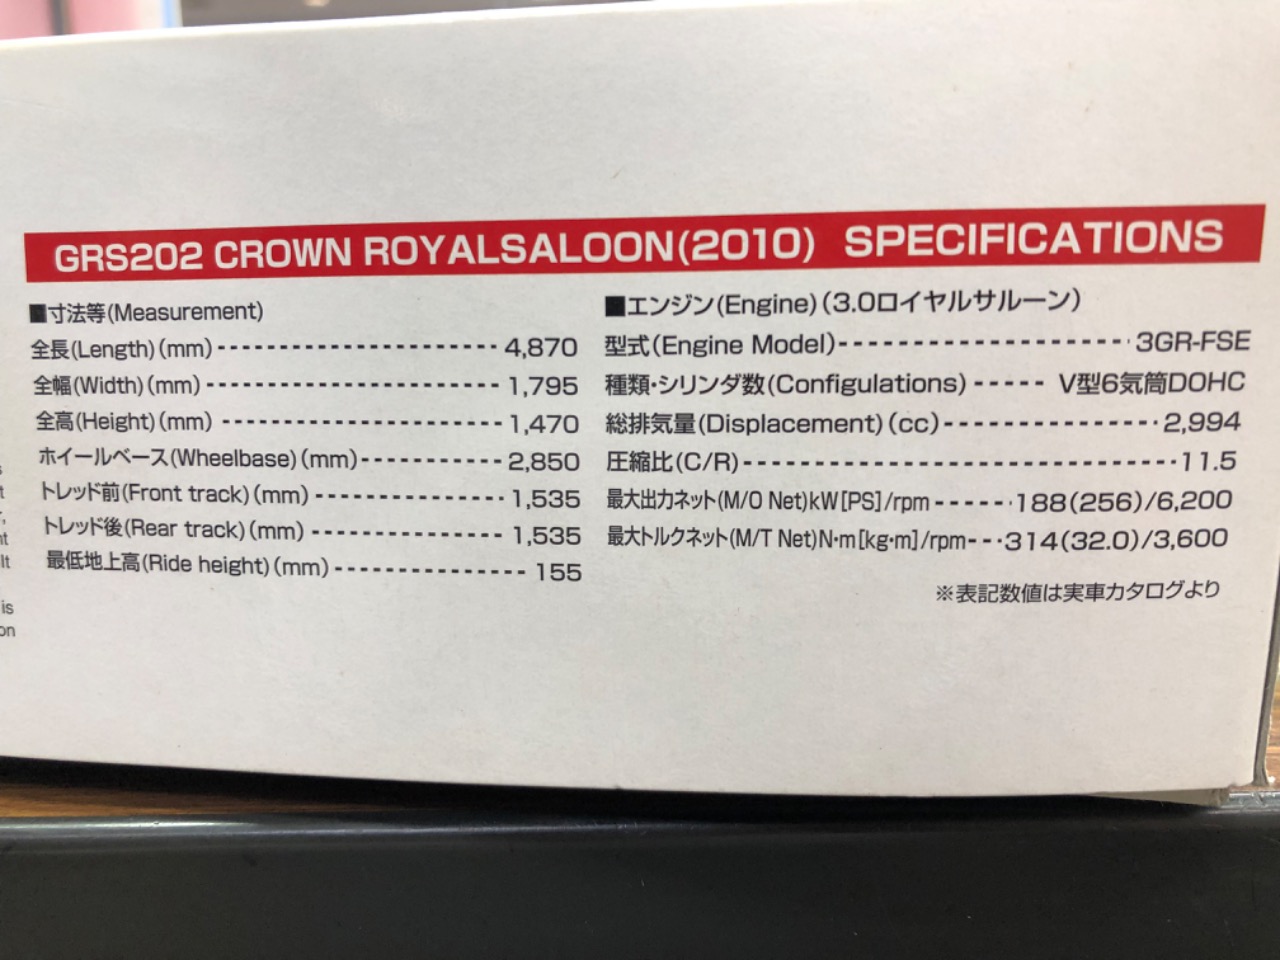 GRS202 CROWN ROYALSALOON(2010) SPECIFICATIONS
■寸法等(Measurement)
全長(Length)(mm)---------------------4,870
全幅(Width)(mm)----------------------1,795
全高(Height)(mm)---------------------1,470
ホイールベース(Wheelbase)(mm)-----------2,850
トレッド前(Front track)(mm)--------------1,535
トレッド後(Rear track)(mm)--------------1,535
最低地上高(Ride height)(mm)--------------155
■エンジン(Engine)(3.0ロイヤルサルーン)
型式(Engine Model)----------------------3GR-FSE
種類・シリンダ数(Configulations)-----V型6気筒DOHC
総排気量(Displacement)(cc)----------------2,994
圧縮比(C/R)--------------------------------11.5
最大出力ネット(M/O Net)kW[PS]/rpm------188(256)/6,200
最大トルクネット(M/T Net)N・m[kg・m]/rpm---314(32.0)/3,600
※表記数値は実車カタログより
is
on